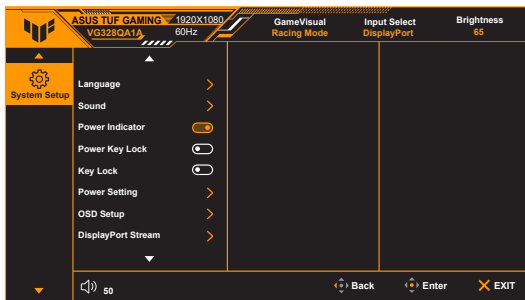 ASUS TUF GAMING
VG328QA1A
1920X1080
60Hz
GameVisual
Racing Mode
Input Select
DisplayPort
Brightness
65
System Setup
Language
Sound
Power Indicator
Power Key Lock
Key Lock
Power Setting
OSD Setup
DisplayPort Stream
50
Back
Enter
EXIT